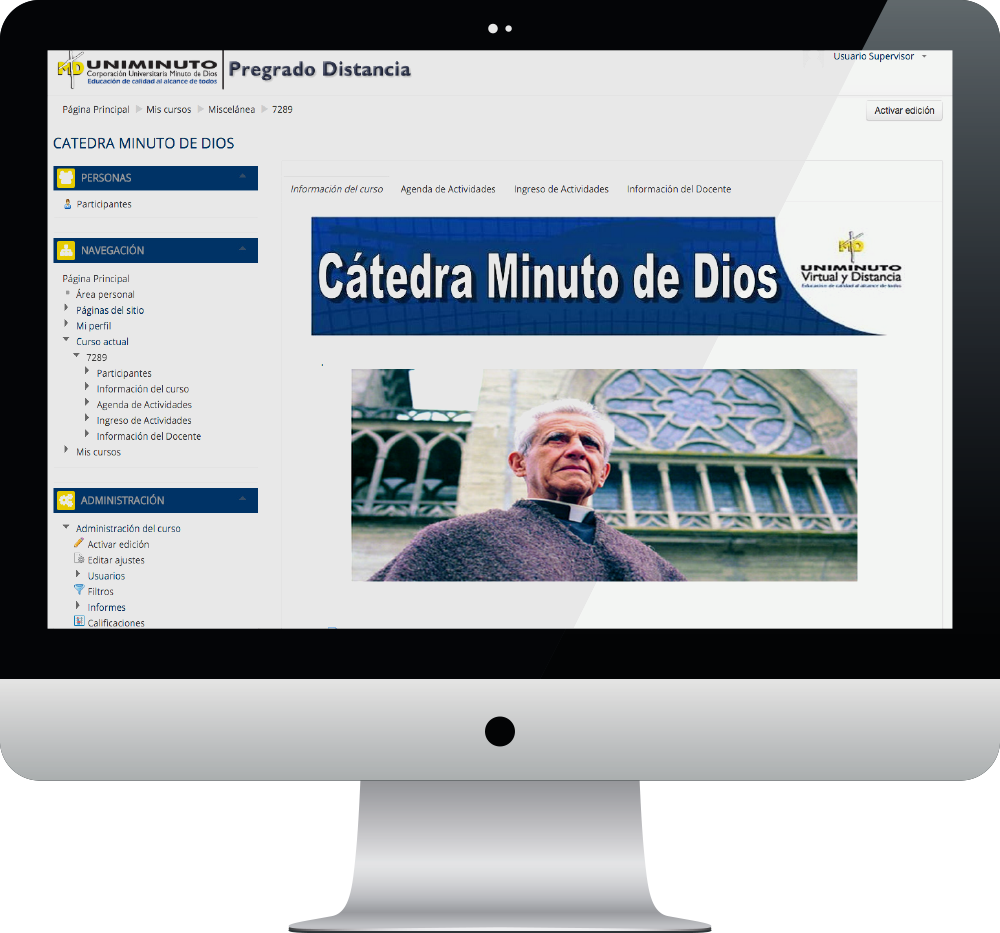 UNIMINUTO
Corporación Universitaria Minuto de Dios
Educación de calidad al alcance de todos
Pregrado Distancia
Usuario Supervisor
Página Principal Mis cursos Miscelánea 7289
Activar edición
CATEDRA MINUTO DE DIOS
PERSONAS
Participantes
NAVEGACIÓN
Página Principal
Área personal
Páginas del sitio
Mi perfil
Curso actual
7289
Participantes
Información del curso
Agenda de Actividades
Ingreso de Actividades
Información del Docente
Mis cursos
ADMINISTRACIÓN
Administración del curso
Activar edición
Editar ajustes
Usuarios
Filtros
Informes
Calificaciones
Información del curso Agenda de Actividades Ingreso de Actividades Información del Docente
Cátedra Minuto de Dios
MD
UNIMINUTO
Virtual y Distancia
Educación de calidad al alcance de todos